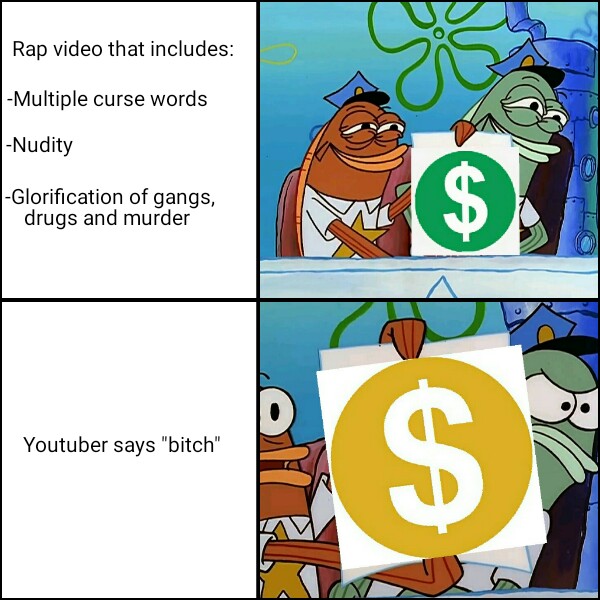 Rap video that includes:
-Multiple curse words
-Nudity
-Glorification of gangs,
drugs and murder
$
Youtuber says "bitch"
$